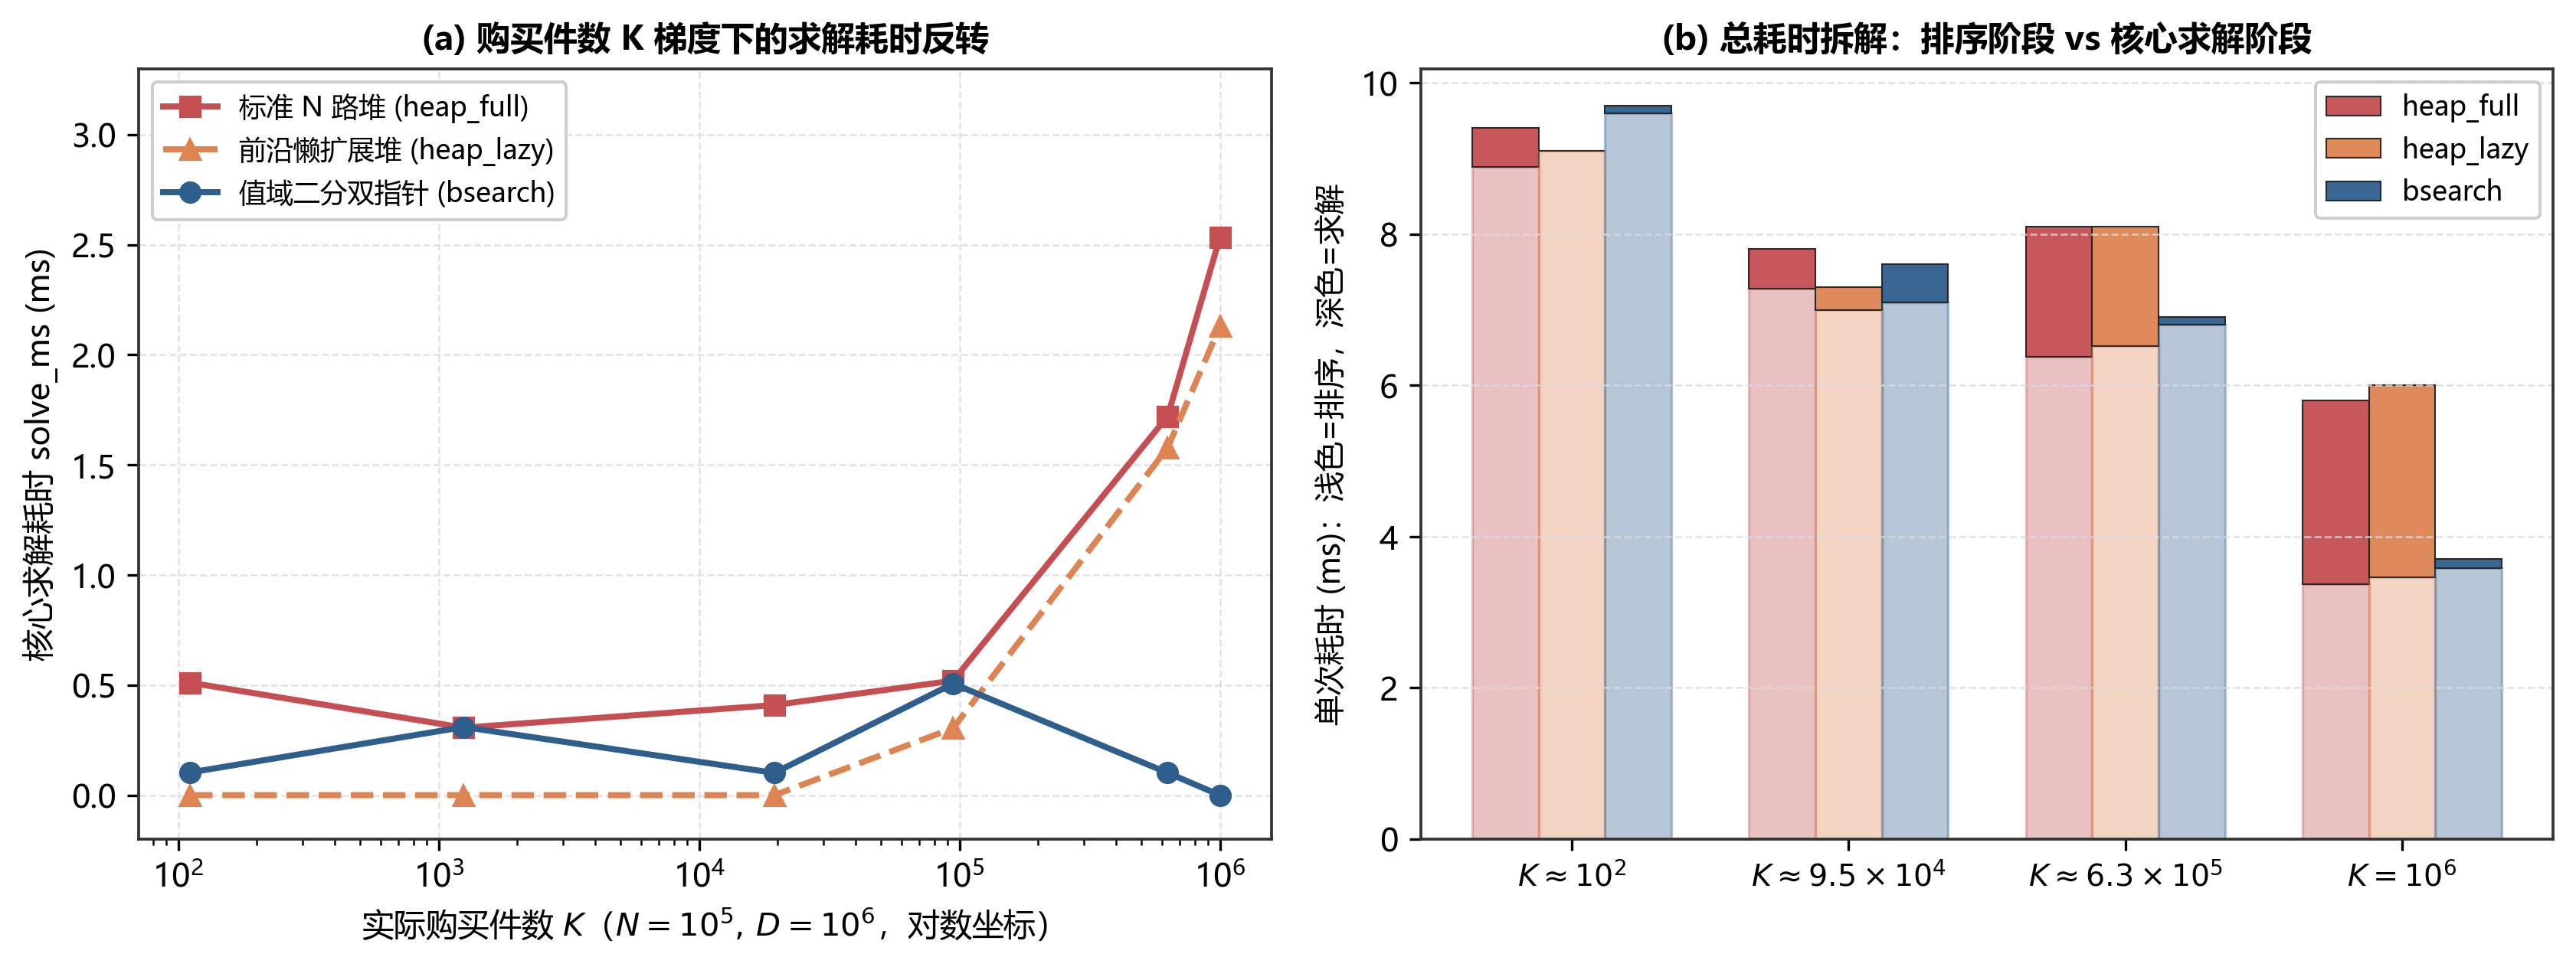 (a) 购买件数 K 梯度下的求解耗时反转
标准 N 路堆 (heap_full)
前沿懒扩展堆 (heap_lazy)
值域二分双指针 (bsearch)
核心求解耗时 solve_ms (ms)
3.0
2.5
2.0
1.5
1.0
0.5
0.0
10² 10³ 10⁴ 10⁵ 10⁶
实际购买件数 K（N = 10⁵, D = 10⁶，对数坐标）
(b) 总耗时拆解：排序阶段 vs 核心求解阶段
heap_full
heap_lazy
bsearch
单次耗时 (ms)：浅色=排序，深色=求解
10
8
6
4
2
0
K ≈ 10² K ≈ 9.5 × 10⁴ K ≈ 6.3 × 10⁵ K = 10⁶